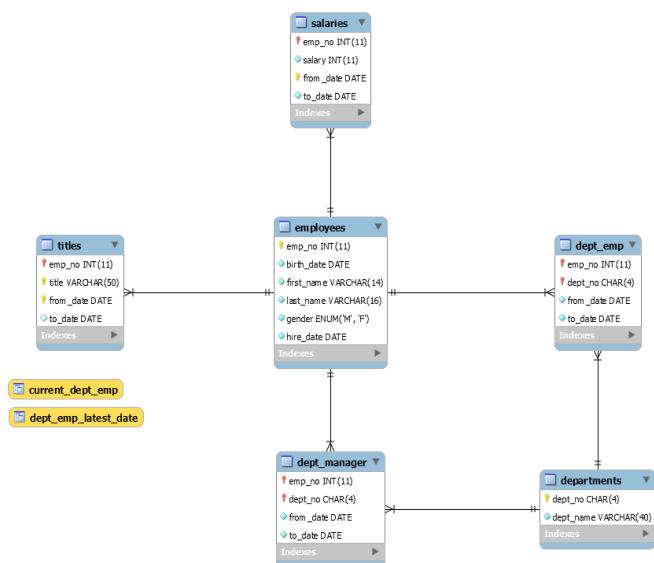 salaries
emp_no INT(11)
salary INT(11)
from_date DATE
to_date DATE
Indexes
employees
emp_no INT(11)
birth_date DATE
first_name VARCHAR(14)
last_name VARCHAR(16)
gender ENUM('M', 'F')
hire_date DATE
Indexes
titles
emp_no INT(11)
title VARCHAR(50)
from_date DATE
to_date DATE
Indexes
dept_emp
emp_no INT(11)
dept_no CHAR(4)
from_date DATE
to_date DATE
Indexes
current_dept_emp
dept_emp_latest_date
dept_manager
emp_no INT(11)
dept_no CHAR(4)
from_date DATE
to_date DATE
Indexes
departments
dept_no CHAR(4)
dept_name VARCHAR(40)
Indexes